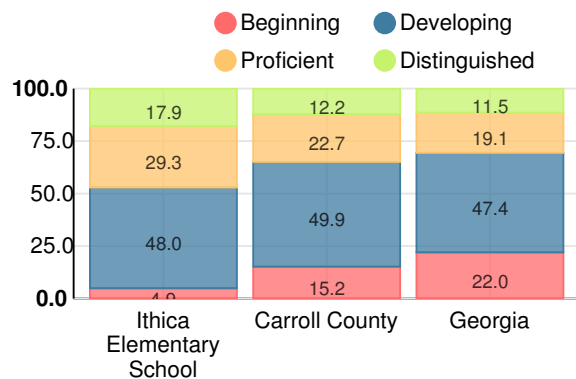 Beginning
Developing
Proficient
Distinguished
100.0
75.0
50.0
25.0
0.0
17.9
29.3
48.0
4.9
12.2
22.7
49.9
15.2
11.5
19.1
47.4
22.0
Ithica
Elementary
School
Carroll County
Georgia